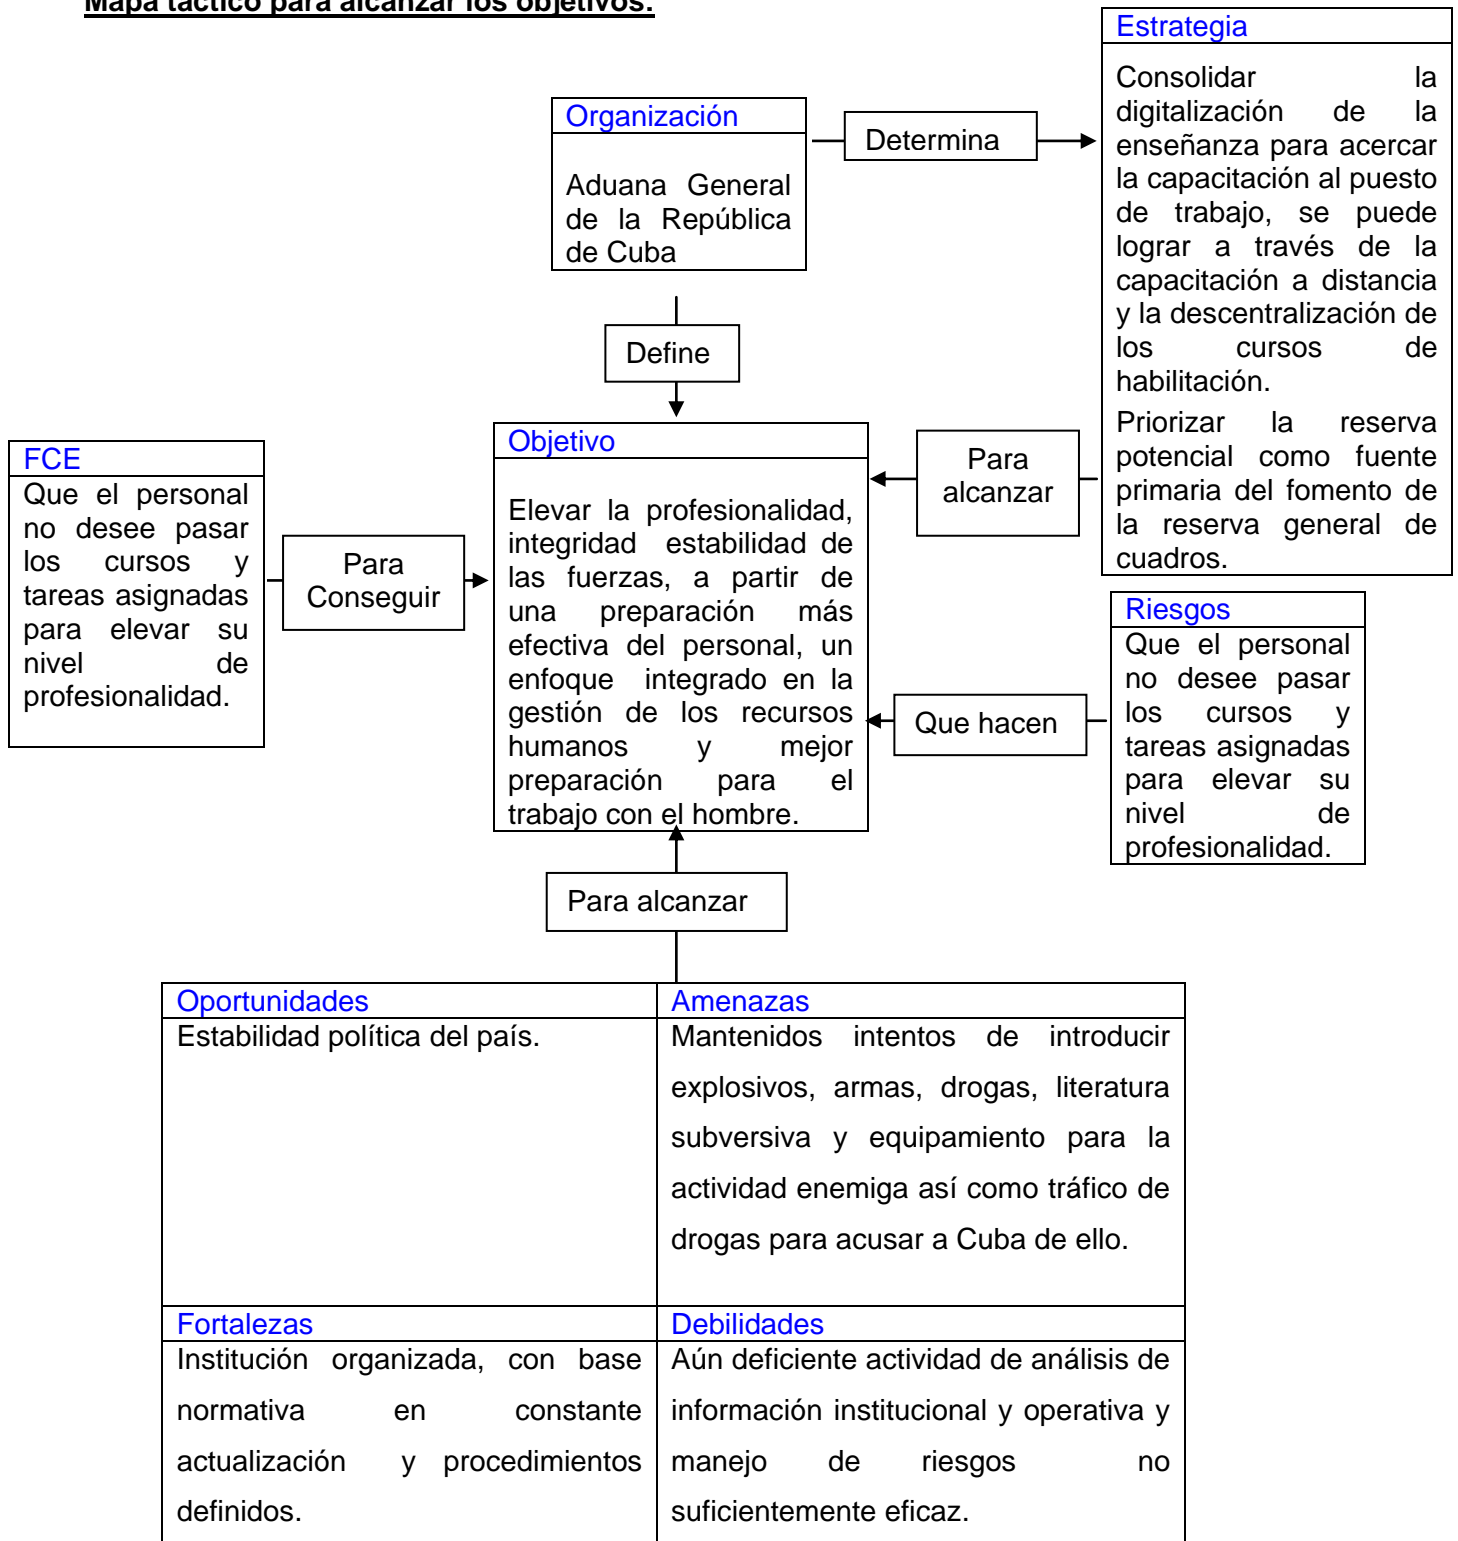 Mapa táctico para alcanzar los objetivos.
Organización
Aduana General
de la República
de Cuba
Determina
Estrategia
Consolidar la
digitalización de la
enseñanza para acercar
la capacitación al puesto
de trabajo, se puede
lograr a través de la
capacitación a distancia
y la descentralización de
los cursos de
habilitación.
Priorizar la reserva
potencial como fuente
primaria del fomento de
la reserva general de
cuadros.
Define
FCE
Que el personal
no desee pasar
los cursos y
tareas asignadas
para elevar su
nivel de
profesionalidad.
Para
Conseguir
Objetivo
Elevar la profesionalidad,
integridad estabilidad de
las fuerzas, a partir de
una preparación más
efectiva del personal, un
enfoque integrado en la
gestión de los recursos
humanos y mejor
preparación para el
trabajo con el hombre.
Para
alcanzar
Riesgos
Que el personal
no desee pasar
los cursos y
tareas asignadas
para elevar su
nivel de
profesionalidad.
Que hacen
Para alcanzar
Oportunidades
Estabilidad política del país.
Amenazas
Mantenidos intentos de introducir
explosivos, armas, drogas, literatura
subversiva y equipamiento para la
actividad enemiga así como tráfico de
drogas para acusar a Cuba de ello.
Fortalezas
Institución organizada, con base
normativa en constante
actualización y procedimientos
definidos.
Debilidades
Aún deficiente actividad de análisis de
información institucional y operativa y
manejo de riesgos no
suficientemente eficaz.